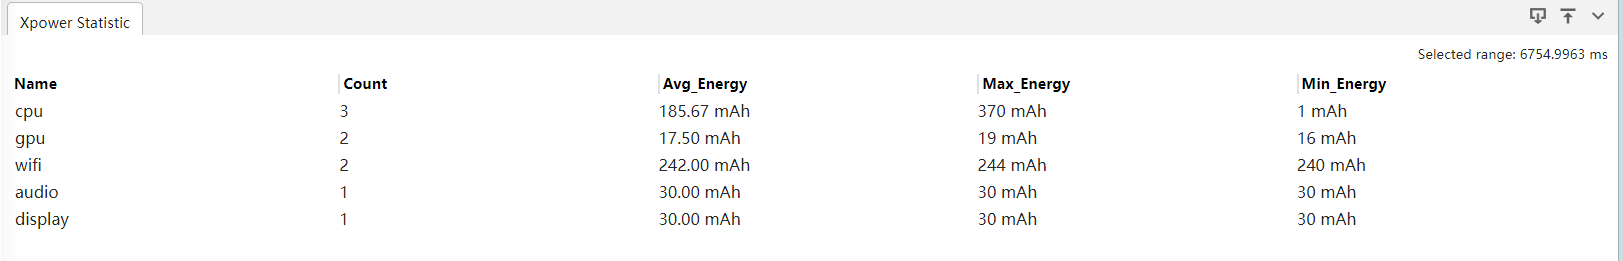 Xpower Statistic
Selected range: 6754.9963 ms
Name Count Avg_Energy Max_Energy Min_Energy
cpu 3 185.67 mAh 370 mAh 1 mAh
gpu 2 17.50 mAh 19 mAh 16 mAh
wifi 2 242.00 mAh 244 mAh 240 mAh
audio 1 30.00 mAh 30 mAh 30 mAh
display 1 30.00 mAh 30 mAh 30 mAh